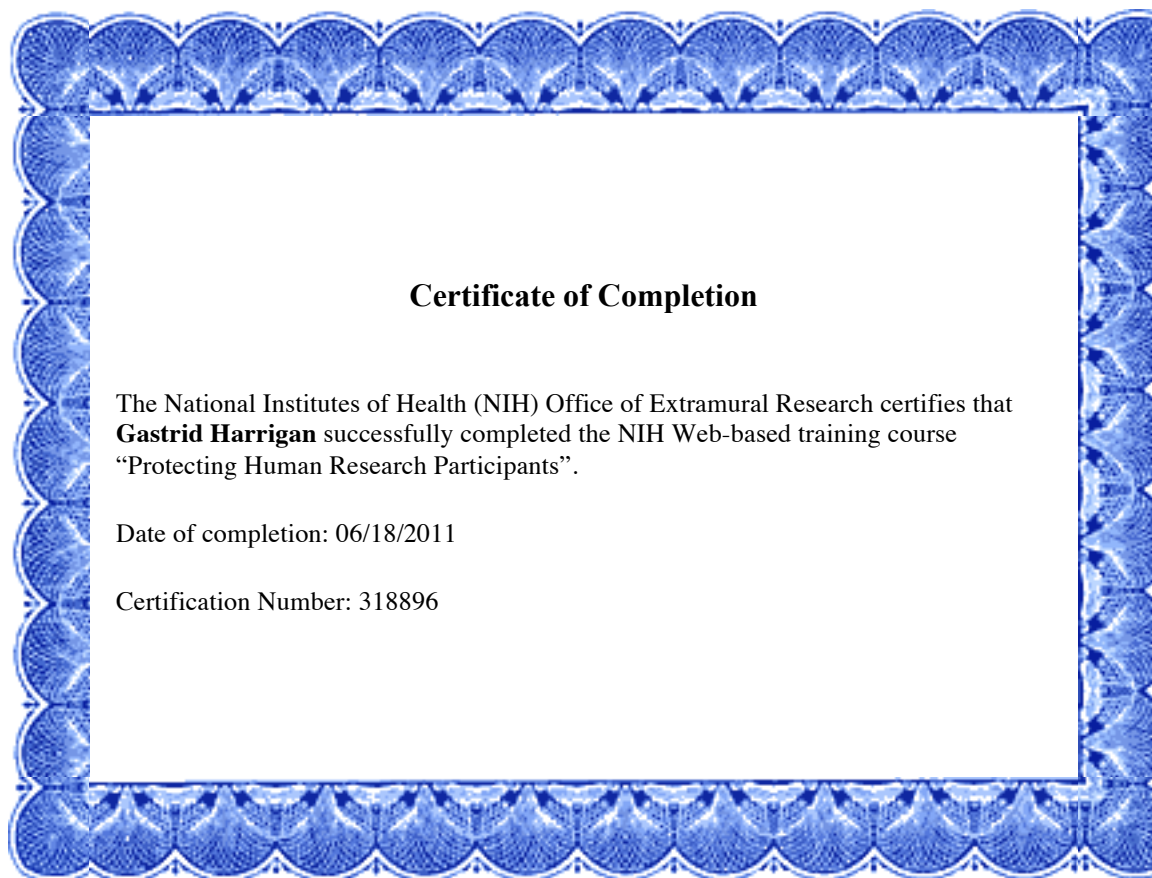 Certificate of Completion
The National Institutes of Health (NIH) Office of Extramural Research certifies that
Gastrid Harrigan successfully completed the NIH Web-based training course
“Protecting Human Research Participants”.
Date of completion: 06/18/2011
Certification Number: 318896